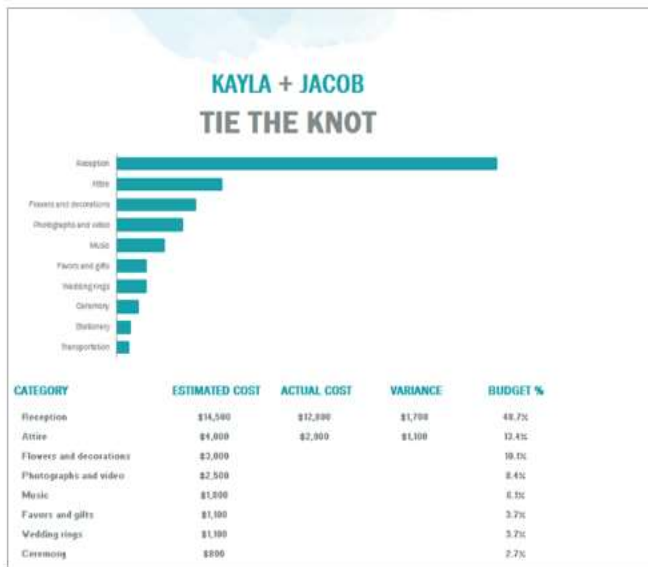 KAYLA + JACOB
TIE THE KNOT
Reception
Attire
Flowers and decorations
Photographs and video
Music
Favors and gifts
Wedding rings
Ceremony
Stationary
Transportation
CATEGORY ESTIMATED COST ACTUAL COST VARIANCE BUDGET %
Reception $14,500 $12,800 $1,700 48.7%
Attire $4,000 $2,900 $1,100 13.4%
Flowers and decorations $3,000 10.1%
Photographs and video $2,500 8.4%
Music $1,800 6.1%
Favors and gifts $1,100 3.7%
Wedding rings $1,100 3.7%
Ceremony $800 2.7%